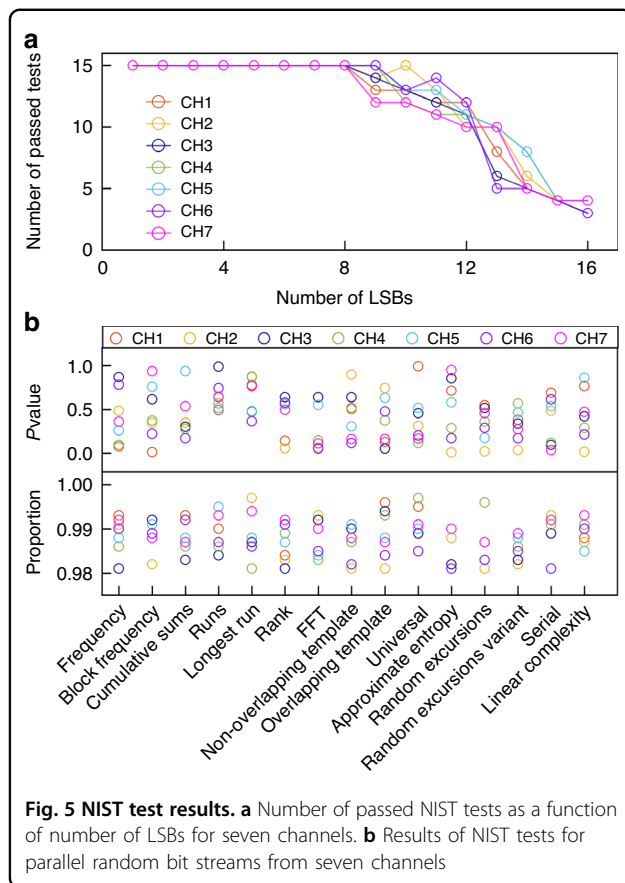 a
Number of passed tests
15
10
5
0
CH1
CH2
CH3
CH4
CH5
CH6
CH7
0 4 8 12 16
Number of LSBs
b
CH1 CH2 CH3 CH4 CH5 CH6 CH7
Pvalue
1.0
0.5
0.0
Proportion
1.00
0.99
0.98
Frequency
Block frequency
Cumulative sums
Runs
Longest run
Rank
FFT
Non-overlapping template
Overlapping template
Universal
Approximate entropy
Random excursions
Random excursions variant
Serial
Linear complexity
Fig. 5 NIST test results. a Number of passed NIST tests as a function
of number of LSBs for seven channels. b Results of NIST tests for
parallel random bit streams from seven channels